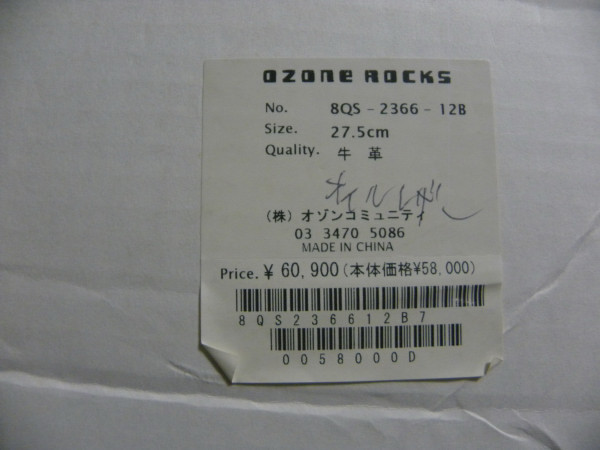 ozone ROCKS
No. 8QS - 2366 - 12B
Size. 27.5cm
Quality. 牛 革
オイルレザー
(株) オゾンコミュニティ
03 3470 5086
MADE IN CHINA
Price. ¥ 60,900(本体価格¥58,000)
8QS236612B7
0058000D